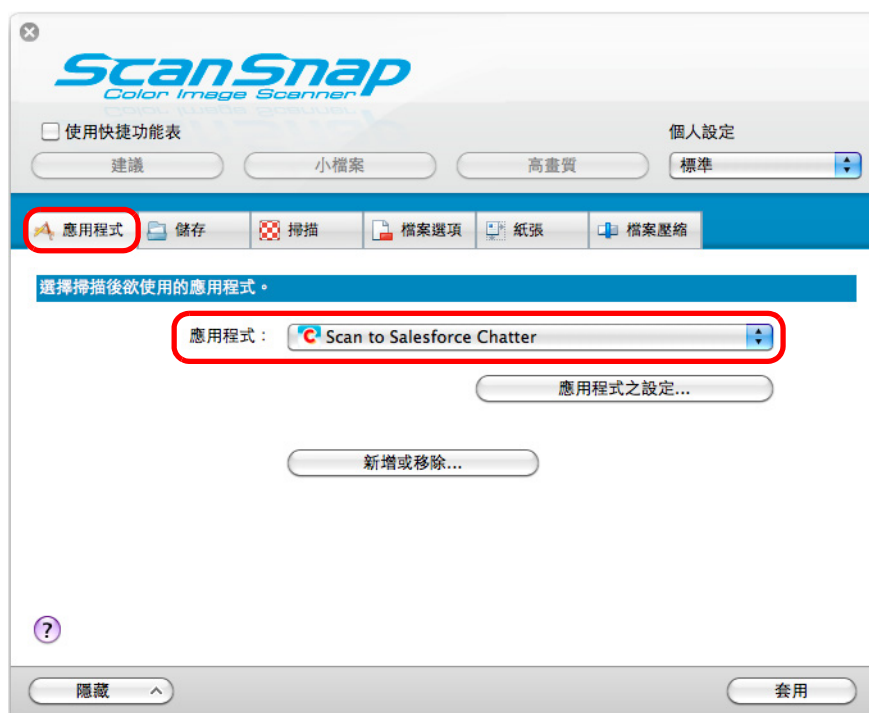 ScanSnap
Color Image Scanner
使用快捷功能表
個人設定
建議 小檔案 高畫質 標準
應用程式 儲存 掃描 檔案選項 紙張 檔案壓縮
選擇掃描後欲使用的應用程式。
應用程式： C Scan to Salesforce Chatter
應用程式之設定...
新增或移除...
?
隱藏 套用